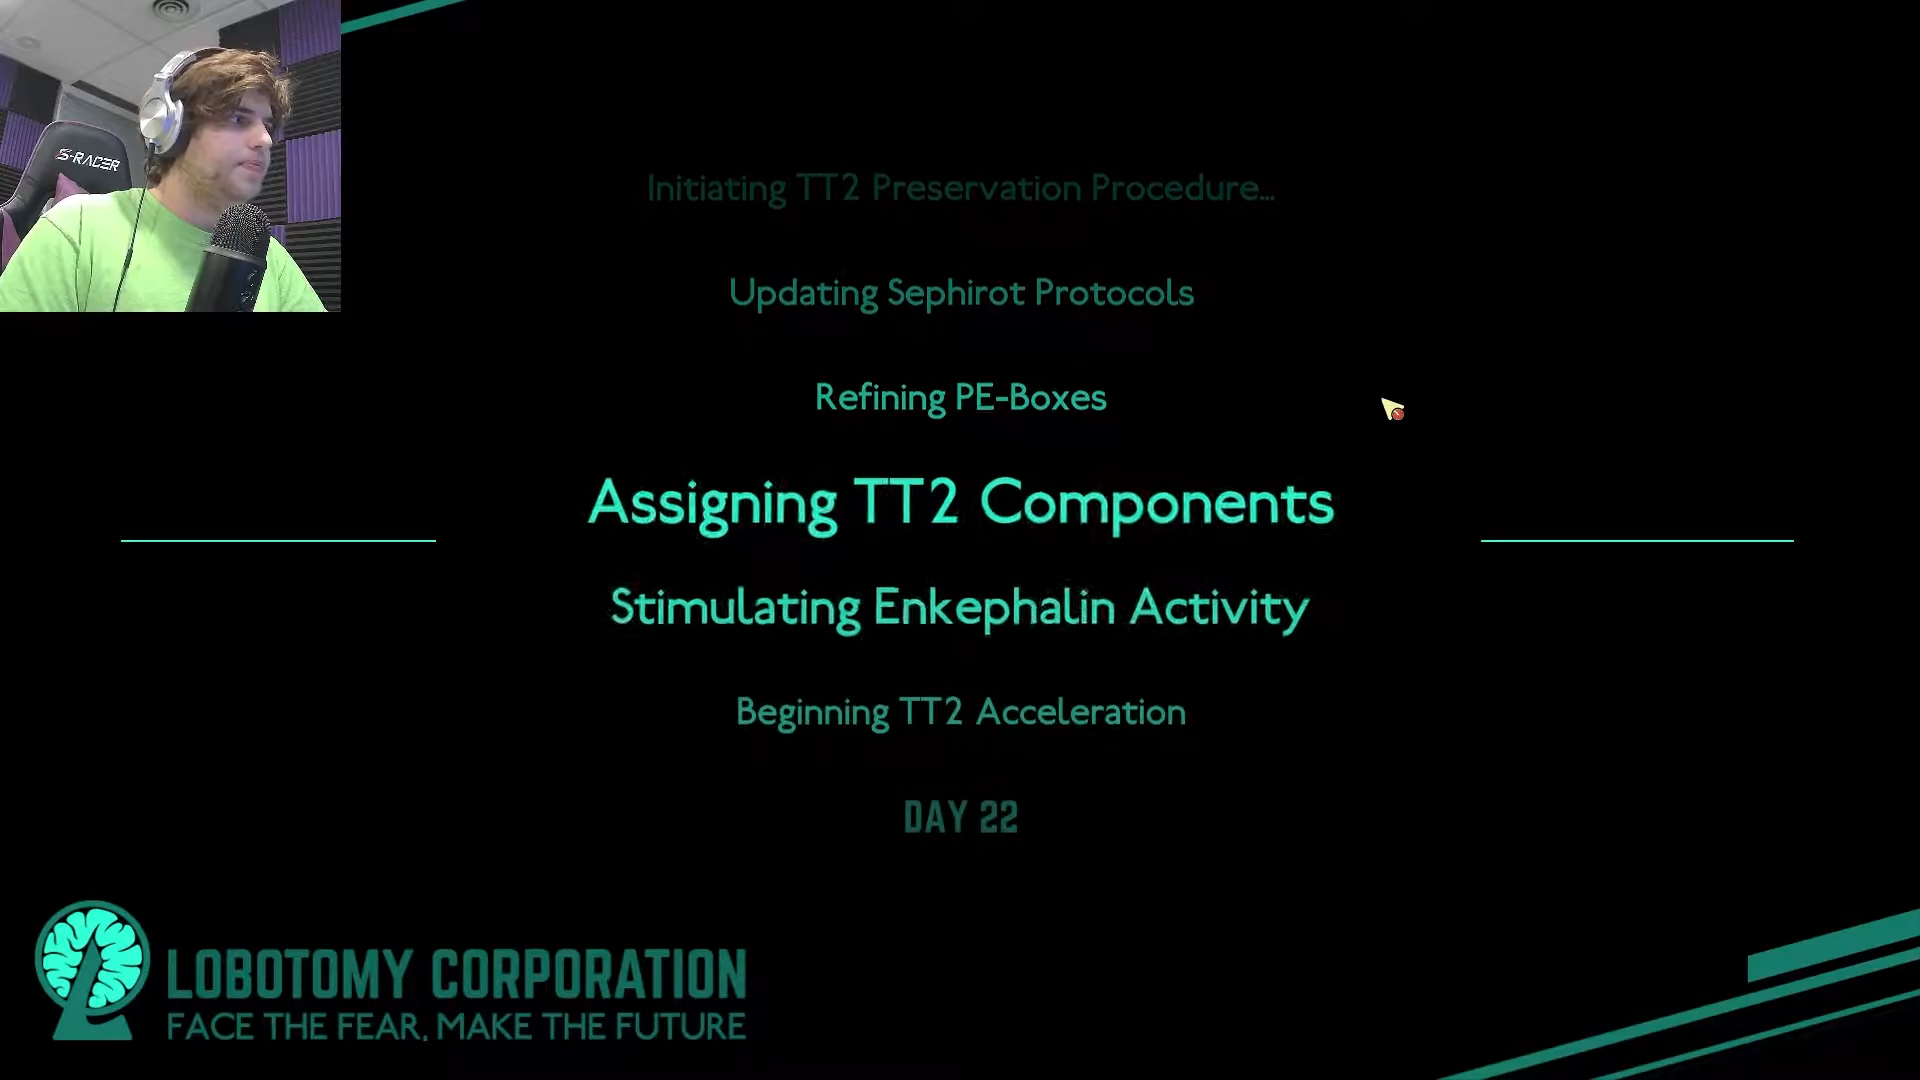 S-RACER
Initiating TT2 Preservation Procedure...
Updating Sephirot Protocols
Refining PE-Boxes
Assigning TT2 Components
Stimulating Enkephalin Activity
Beginning TT2 Acceleration
DAY 22
LOBOTOMY CORPORATION
FACE THE FEAR, MAKE THE FUTURE